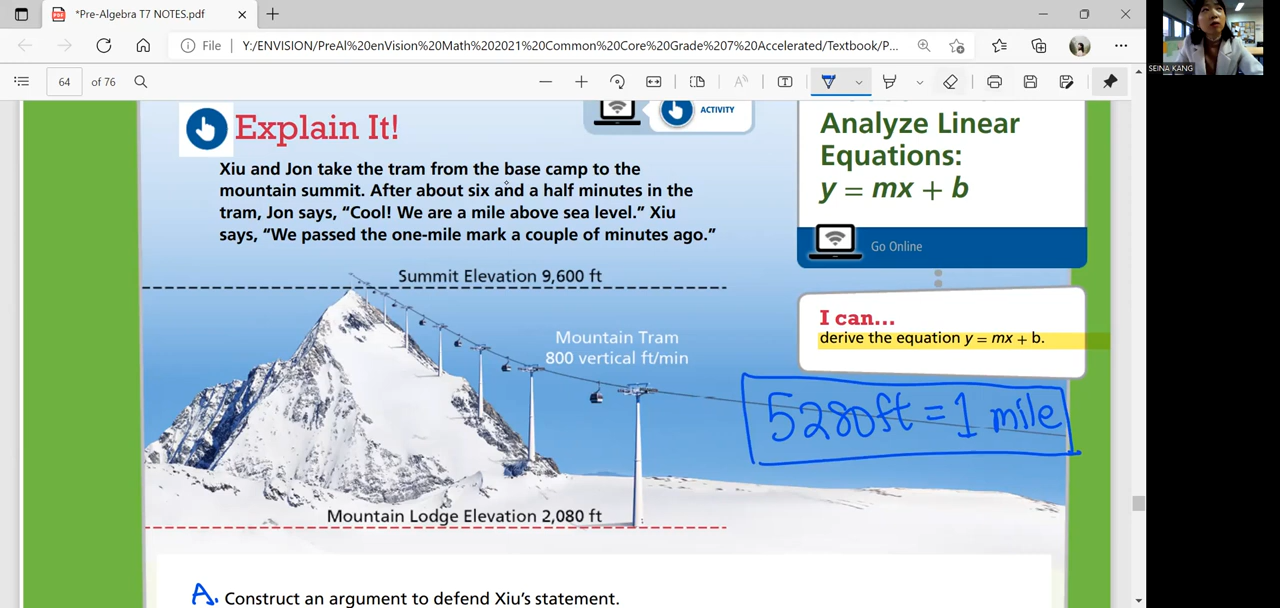 *Pre-Algebra T7 NOTES.pdf
File
Y:/ENVISION/PreAl%20enVision%20Math%202021%20Common%20Core%20Grade%207%20Accelerated/Textbook/P...
SEINA KANG
64
of 76
Explain It!
ACTIVITY
Xiu and Jon take the tram from the base camp to the
mountain summit. After about six and a half minutes in the
tram, Jon says, “Cool! We are a mile above sea level.” Xiu
says, “We passed the one-mile mark a couple of minutes ago.”
Analyze Linear
Equations:
y = mx + b
Go Online
Summit Elevation 9,600 ft
Mountain Tram
800 vertical ft/min
I can...
derive the equation y = mx + b.
5280ft = 1 mile
Mountain Lodge Elevation 2,080 ft
A. Construct an argument to defend Xiu’s statement.